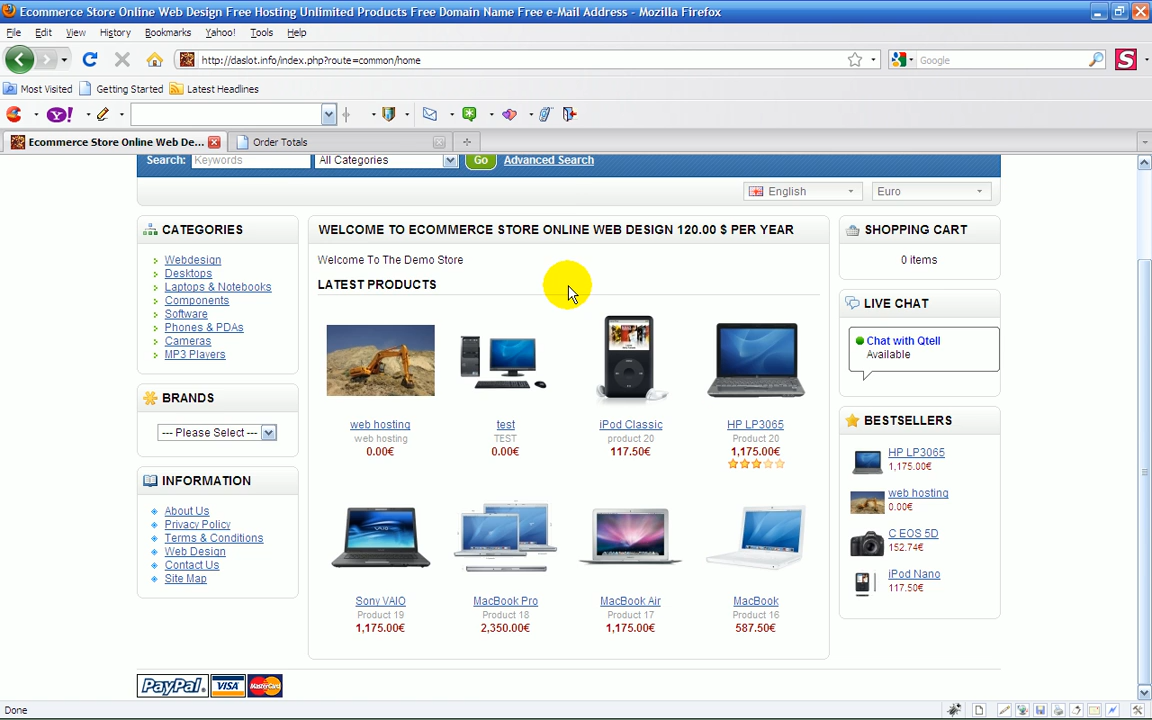 Ecommerce Store Online Web Design Free Hosting Unlimited Products Free Domain Name Free e-Mail Address - Mozilla Firefox
File Edit View History Bookmarks Yahoo! Tools Help
http://daslot.info/index.php?route=common/home
Google
S
Most Visited Getting Started Latest Headlines
Y!
Ecommerce Store Online Web De... Order Totals
Search: Keywords All Categories Go Advanced Search
English Euro
CATEGORIES
Webdesign
Desktops
Laptops & Notebooks
Components
Software
Phones & PDAs
Cameras
MP3 Players
BRANDS
--- Please Select ---
INFORMATION
About Us
Privacy Policy
Terms & Conditions
Web Design
Contact Us
Site Map
WELCOME TO ECOMMERCE STORE ONLINE WEB DESIGN 120.00 $ PER YEAR
Welcome To The Demo Store
LATEST PRODUCTS
web hosting test iPod Classic HP LP3065
web hosting TEST product 20 Product 20
0.00€ 0.00€ 117.50€ 1,175.00€
Sony VAIO MacBook Pro MacBook Air MacBook
Product 19 Product 18 Product 17 Product 16
1,175.00€ 2,350.00€ 1,175.00€ 587.50€
SHOPPING CART
0 items
LIVE CHAT
Chat with Qtell
Available
BESTSELLERS
HP LP3065
1,175.00€
web hosting
0.00€
C EOS 5D
152.74€
iPod Nano
117.50€
PayPal VISA MasterCard
Done